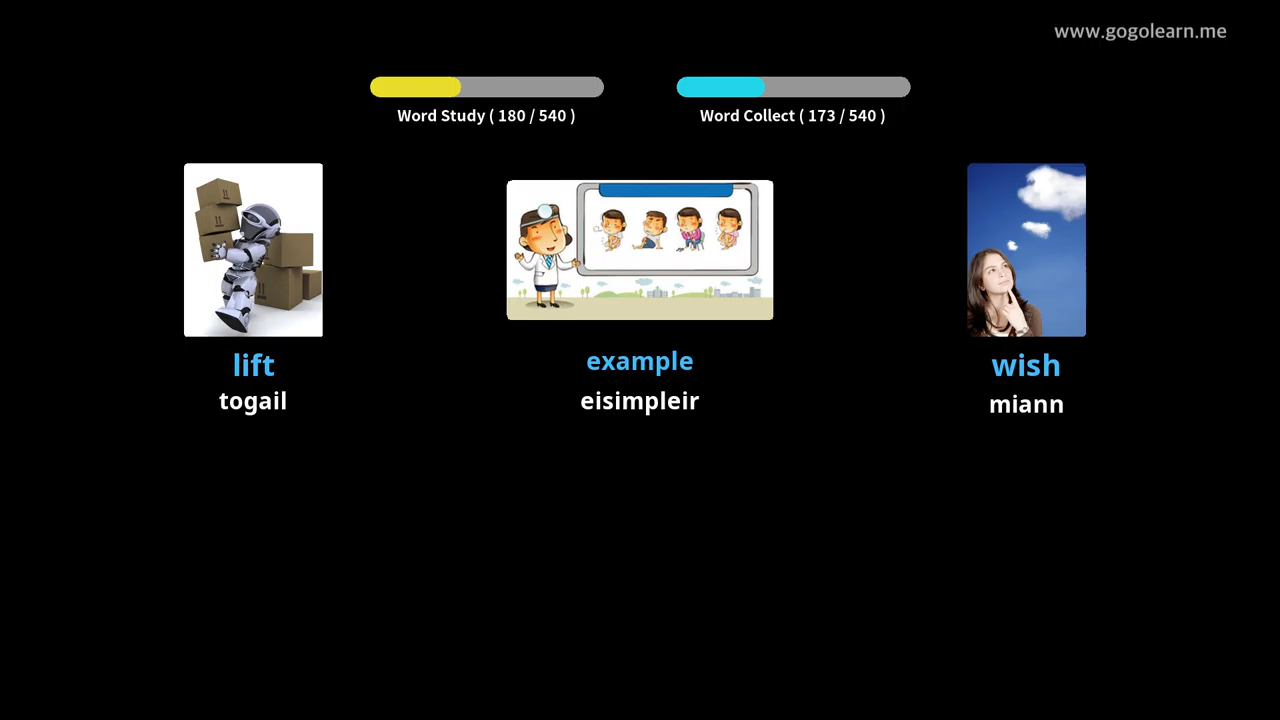 www.gogolearn.me
Word Study ( 180 / 540 )
Word Collect ( 173 / 540 )
lift
togail
example
eisimpleir
wish
miann